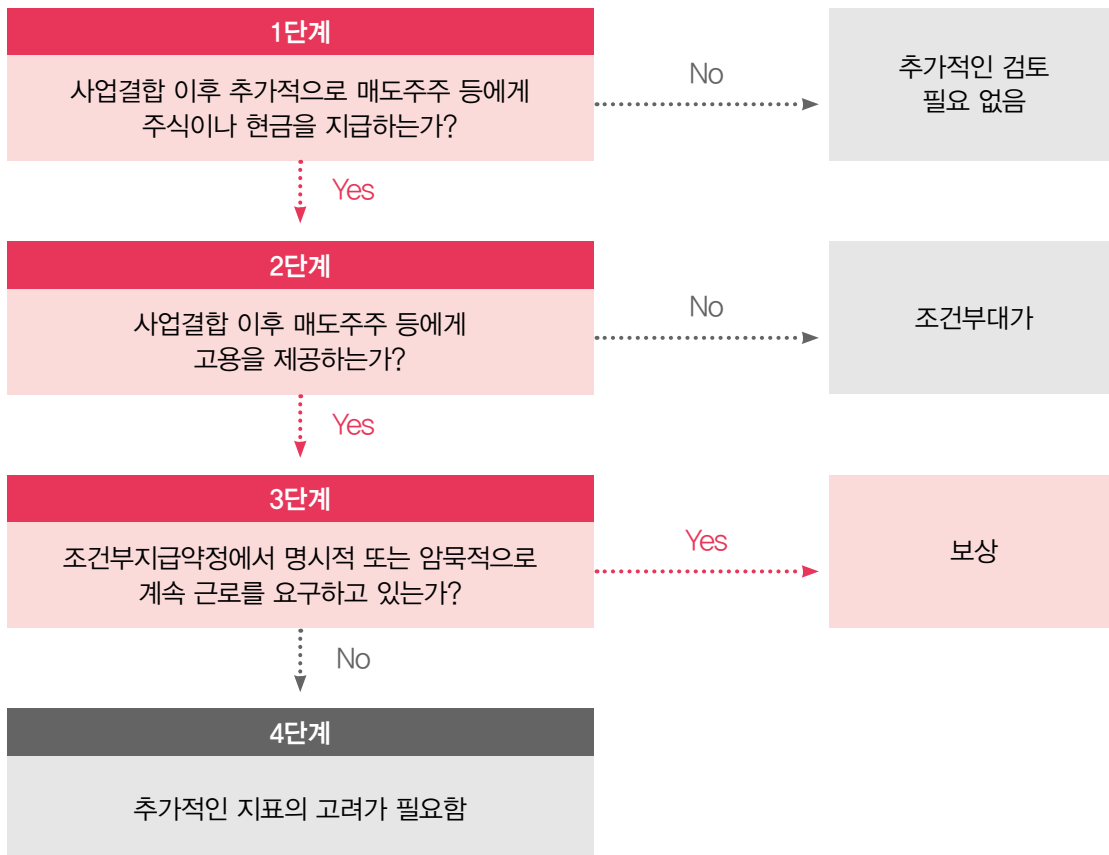 1단계
사업결합 이후 추가적으로 매도주주 등에게
주식이나 현금을 지급하는가?
No
추가적인 검토
필요 없음
Yes
2단계
사업결합 이후 매도주주 등에게
고용을 제공하는가?
No
조건부대가
Yes
3단계
조건부지급약정에서 명시적 또는 암묵적으로
계속 근로를 요구하고 있는가?
Yes
보상
No
4단계
추가적인 지표의 고려가 필요함